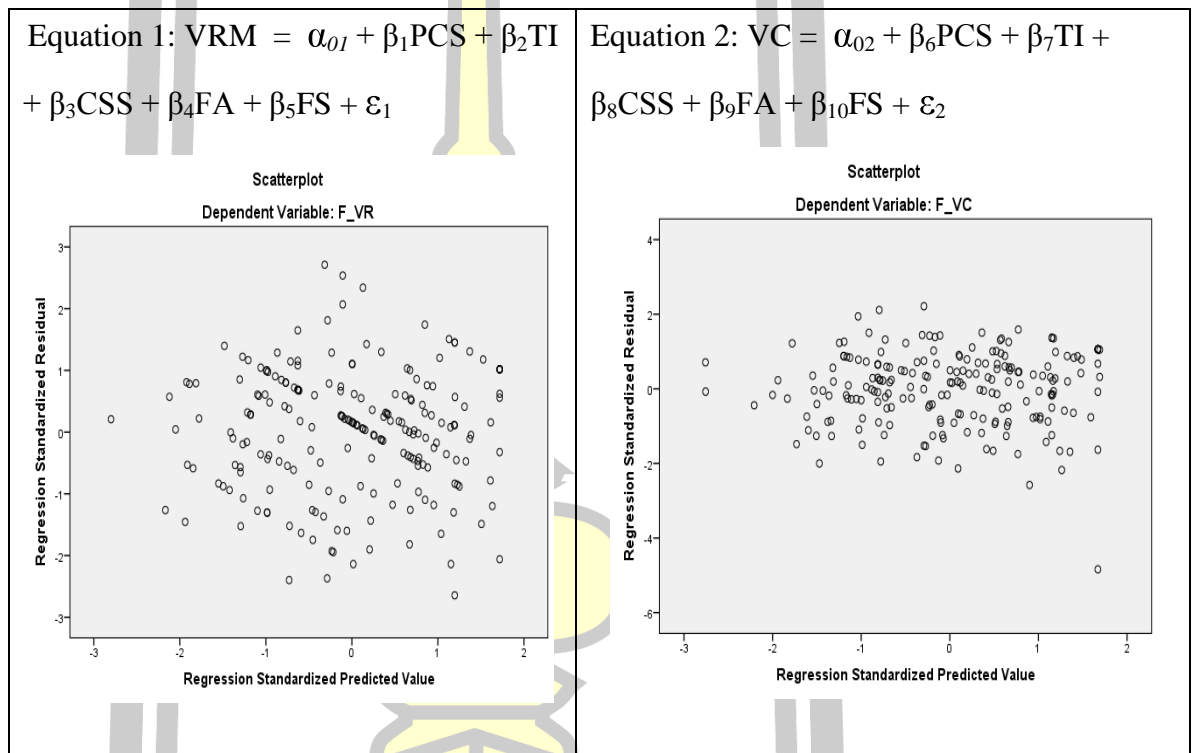 Equation 1: VRM = α01 + β1PCS + β2TI
+ β3CSS + β4FA + β5FS + ε1
Scatterplot
Dependent Variable: F_VR
Regression Standardized Residual
3
2
1
0
-1
-2
-3
-3
-2
-1
0
1
2
Regression Standardized Predicted Value
Equation 2: VC = α02 + β6PCS + β7TI +
β8CSS + β9FA + β10FS + ε2
Scatterplot
Dependent Variable: F_VC
Regression Standardized Residual
4
2
0
-2
-4
-6
-3
-2
-1
0
1
2
Regression Standardized Predicted Value